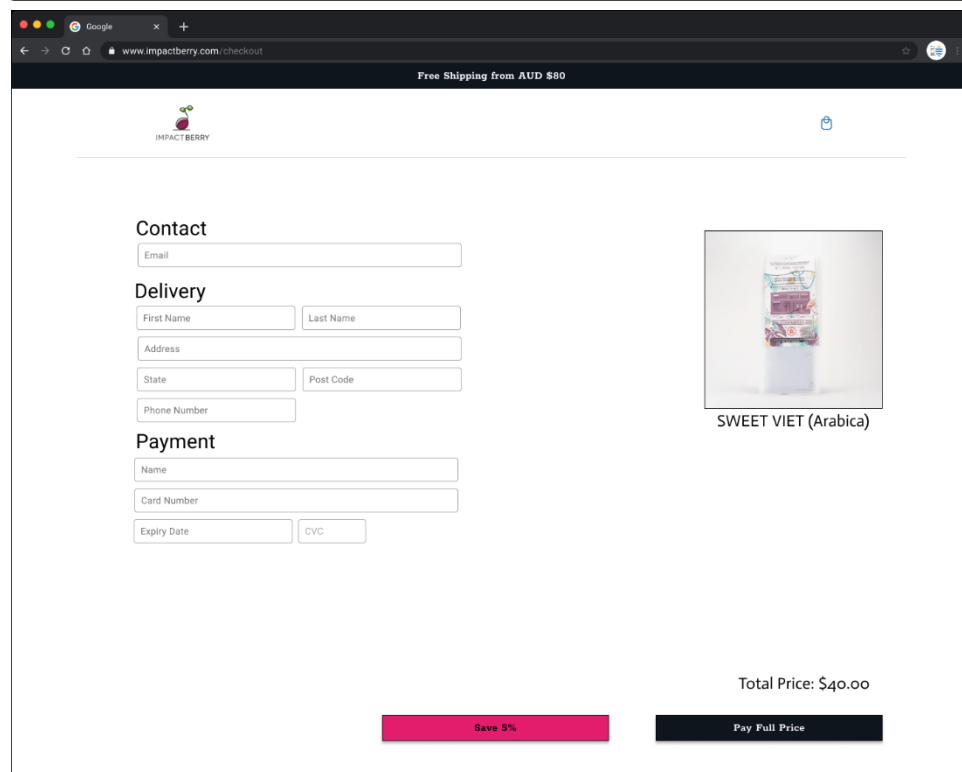 Google
www.impactberry.com/checkout
Free Shipping from AUD $80
IMPACTBERRY
Contact
Email
Delivery
First Name Last Name
Address
State Post Code
Phone Number
SWEET VIET (Arabica)
Payment
Name
Card Number
Expiry Date CVC
Total Price: $40.00
Save 5% Pay Full Price